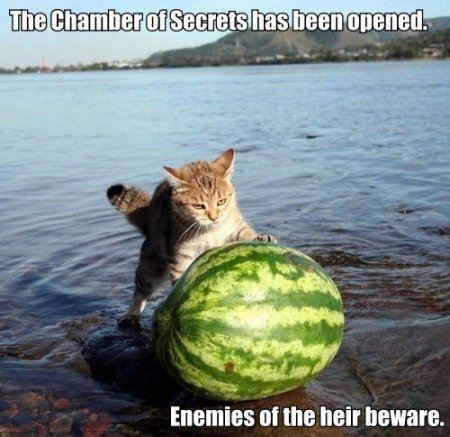 The Chamber of Secrets has been opened.
Enemies of the heir beware.